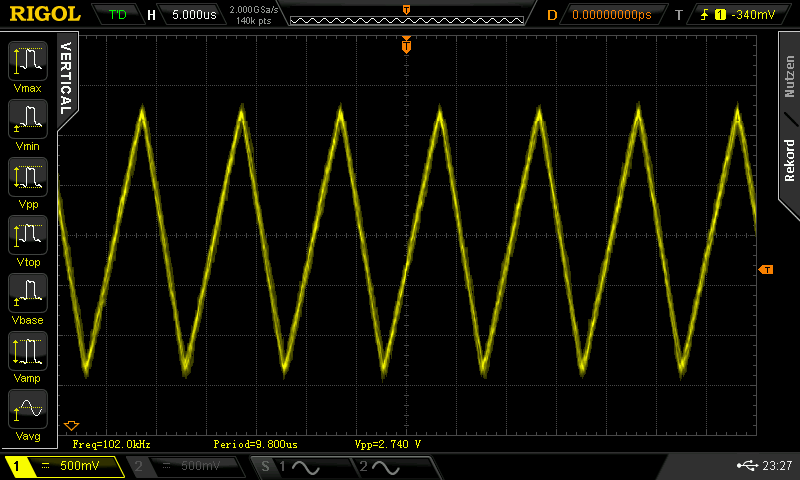 RIGOL T'D H 5.000us 2.000GSa/s 140k pts T D 0.00000000ps T 1 -340mV
T
VERTICAL
Vmax
Vmin
Vpp
Vtop
Vbase
Vamp
Vavg
Nutzen
Rekord
T
Freq=102.0kHz Period=9.800us Vpp=2.740 V
1 500mV 2 500mV S 1 2 23:27